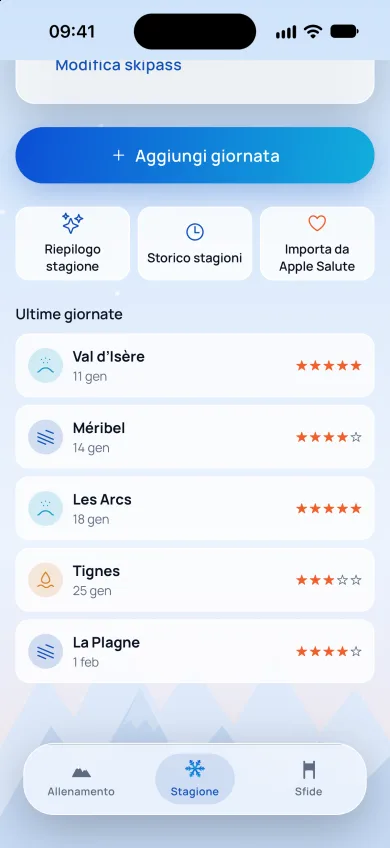 09:41
Modifica skipass
+ Aggiungi giornata
Riepilogo
stagione
Storico stagioni
Importa da
Apple Salute
Ultime giornate
Val d'Isère
11 gen
Méribel
14 gen
Les Arcs
18 gen
Tignes
25 gen
La Plagne
1 feb
Allenamento
Stagione
Sfide